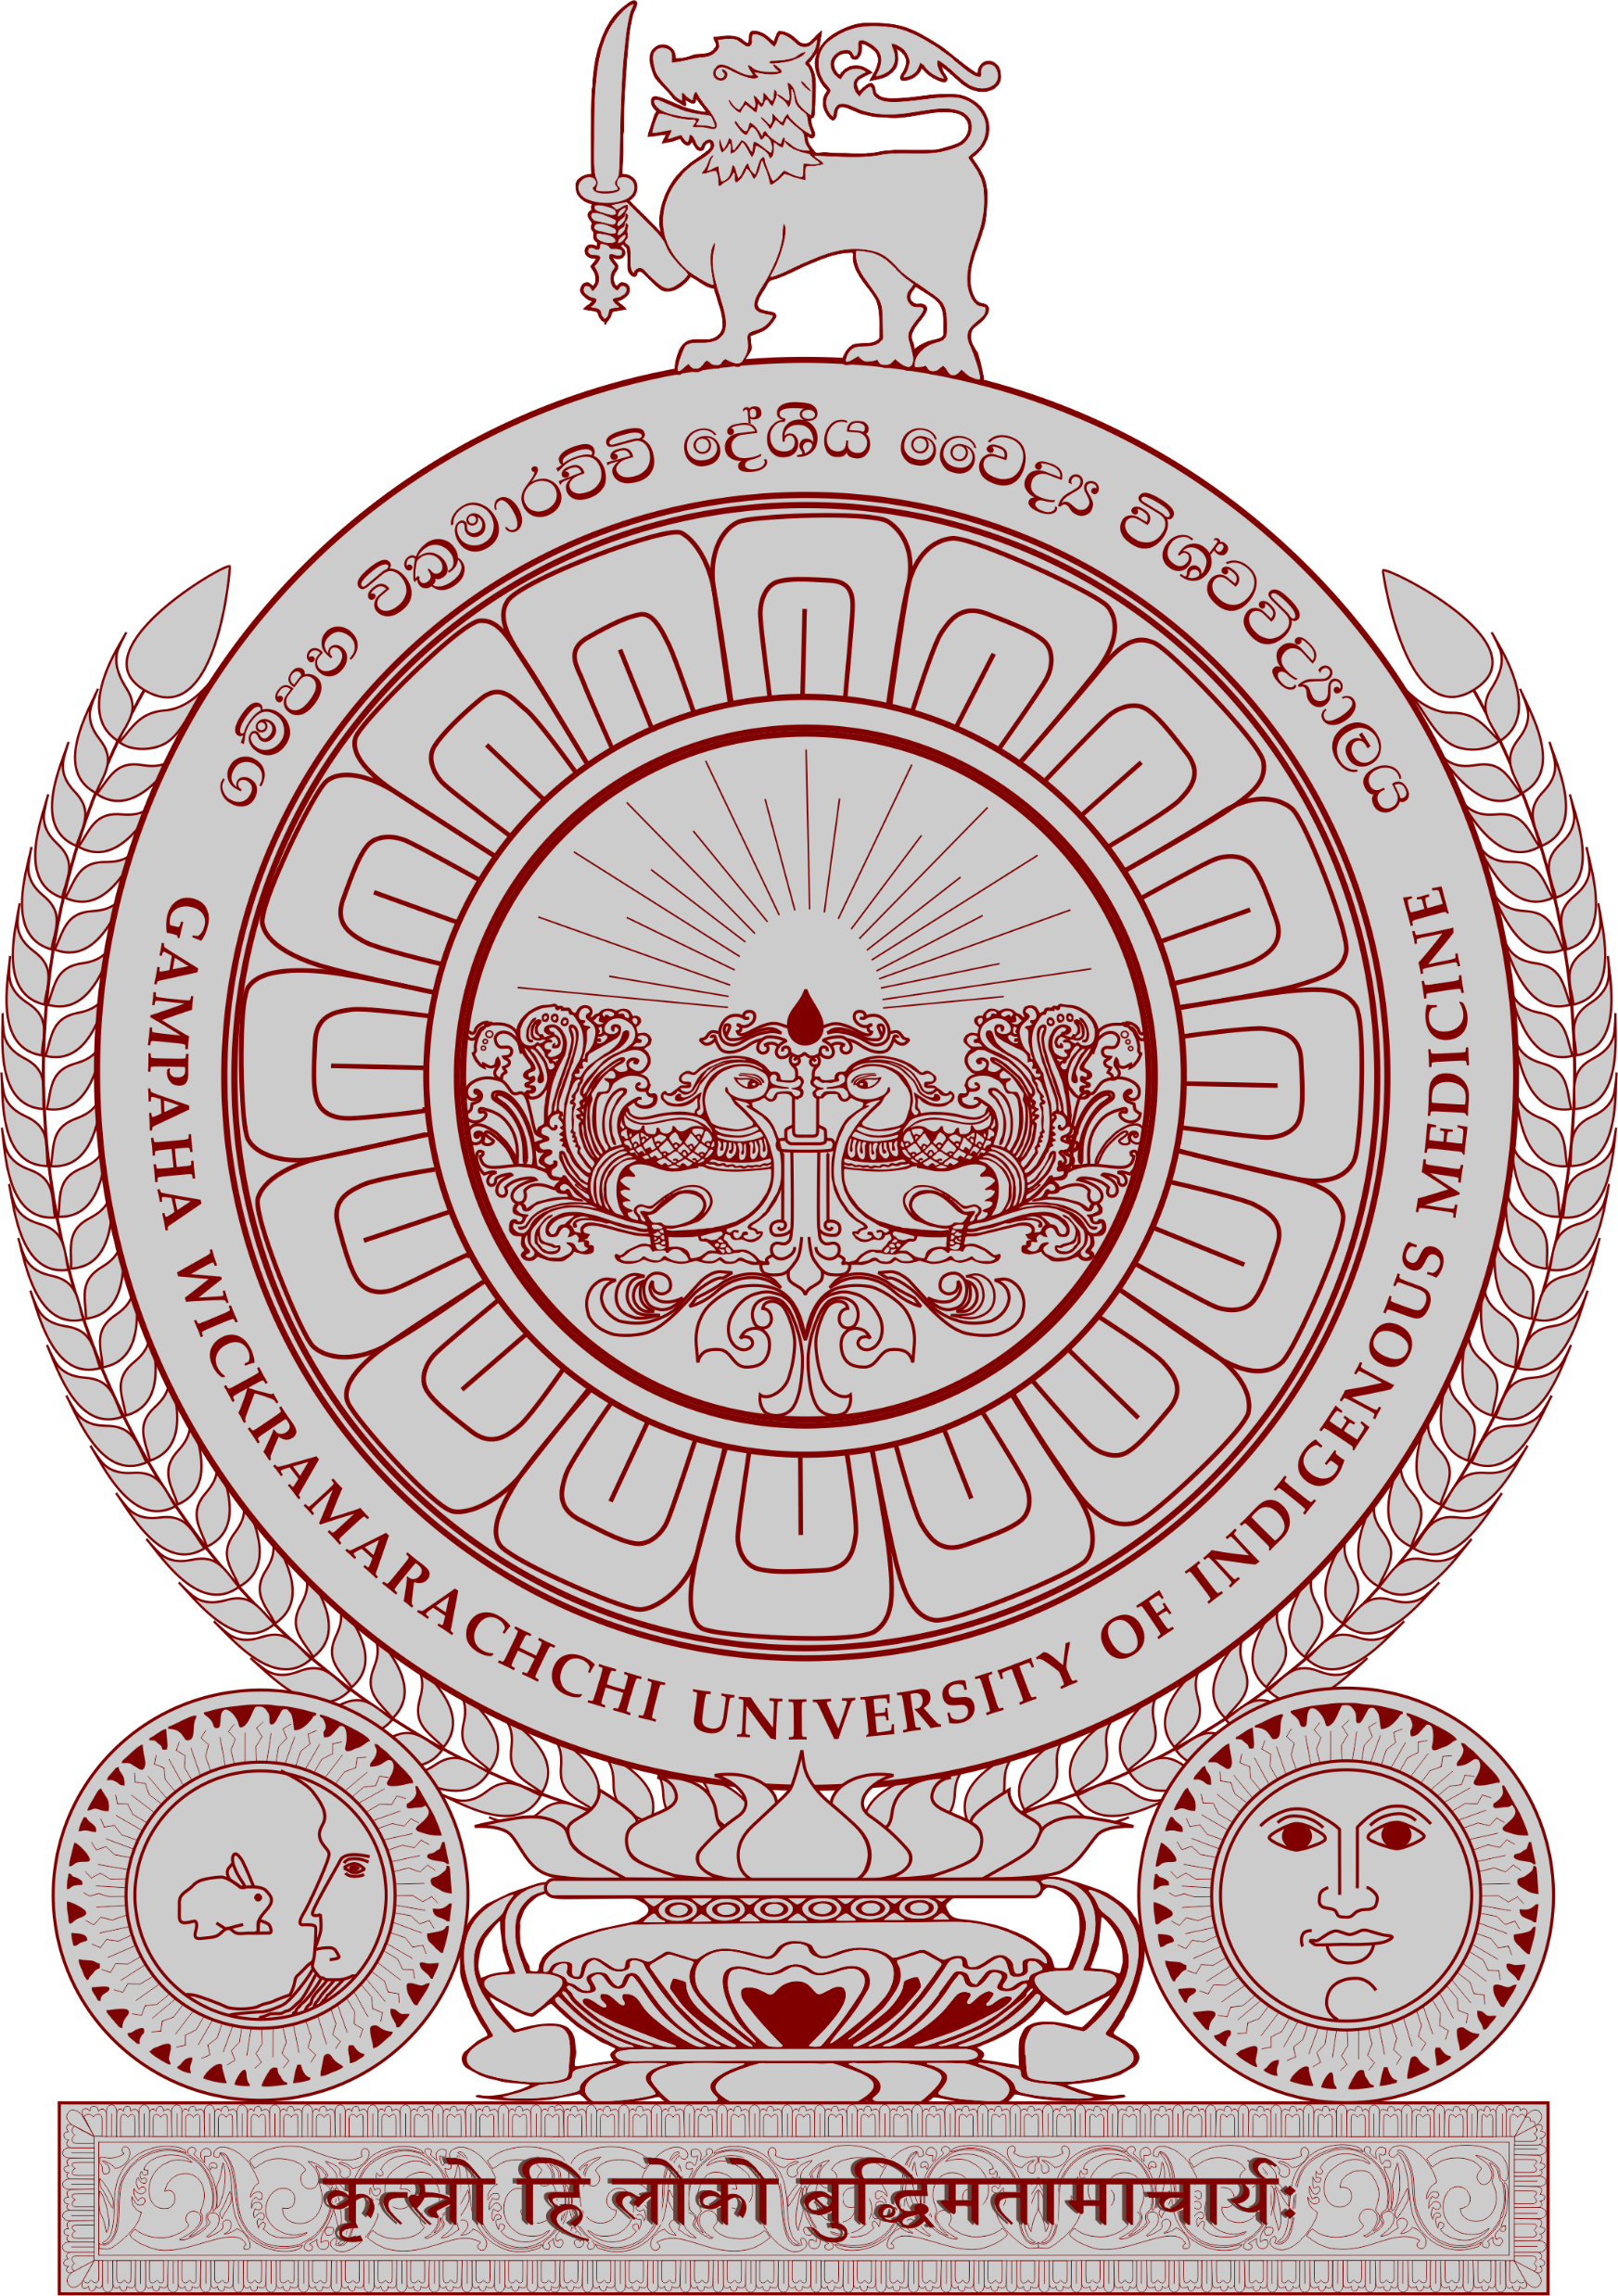 ගම්පහ වික්‍රමාරච්චි දේශීය වෛද්‍ය විශ්වවිද්‍යාලය
GAMPAHA WICKRAMARACHCHI UNIVERSITY OF INDIGENOUS MEDICINE
कृत्स्नो हि लोको बुद्धिमतामाचार्यः